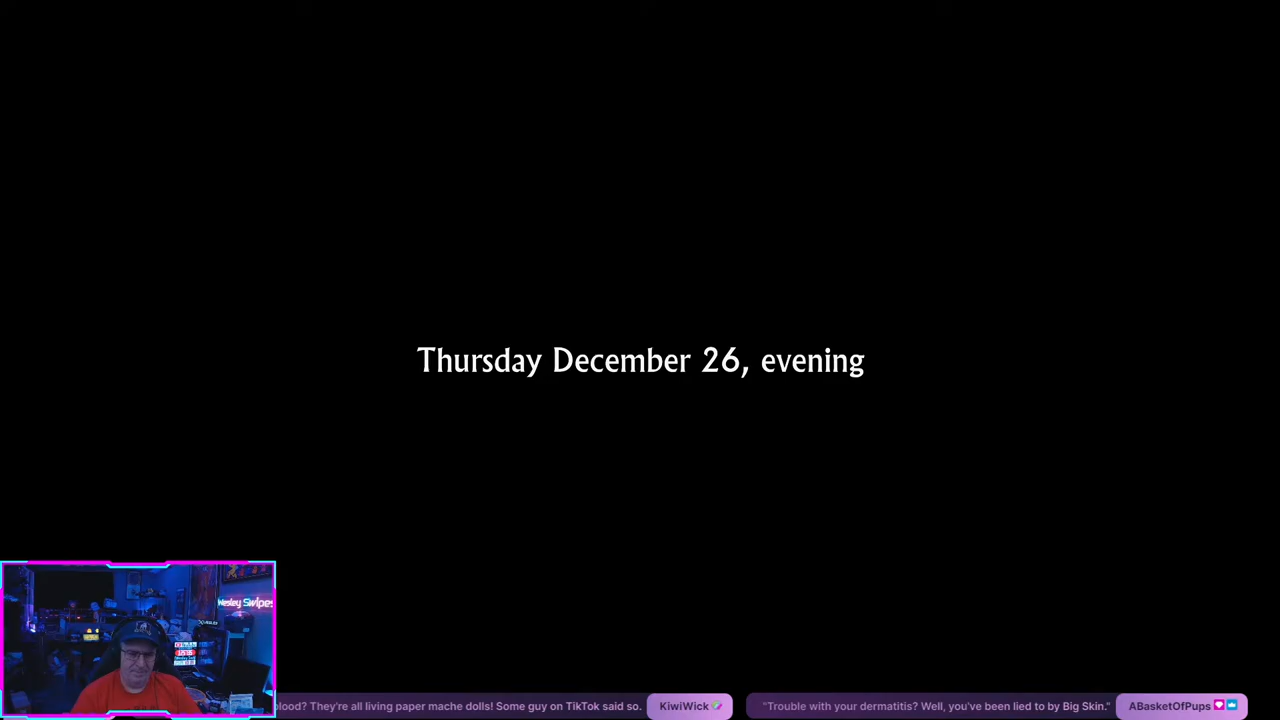 Thursday December 26, evening
Wesley Swipes
blood? They're all living paper mache dolls! Some guy on TikTok said so.
KiwiWick
"Trouble with your dermatitis? Well, you've been lied to by Big Skin."
ABasketOfPups